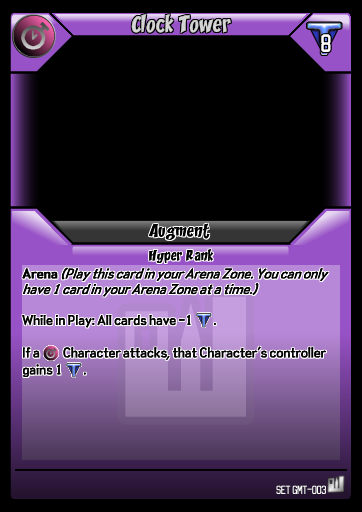 Clock Tower
8
Augment
Hyper Rank
Arena (Play this card in your Arena Zone. You can only
have 1 card in your Arena Zone at a time.)
While in Play: All cards have -1 .
If a Character attacks, that Character's controller
gains 1 .
SET GMT-003